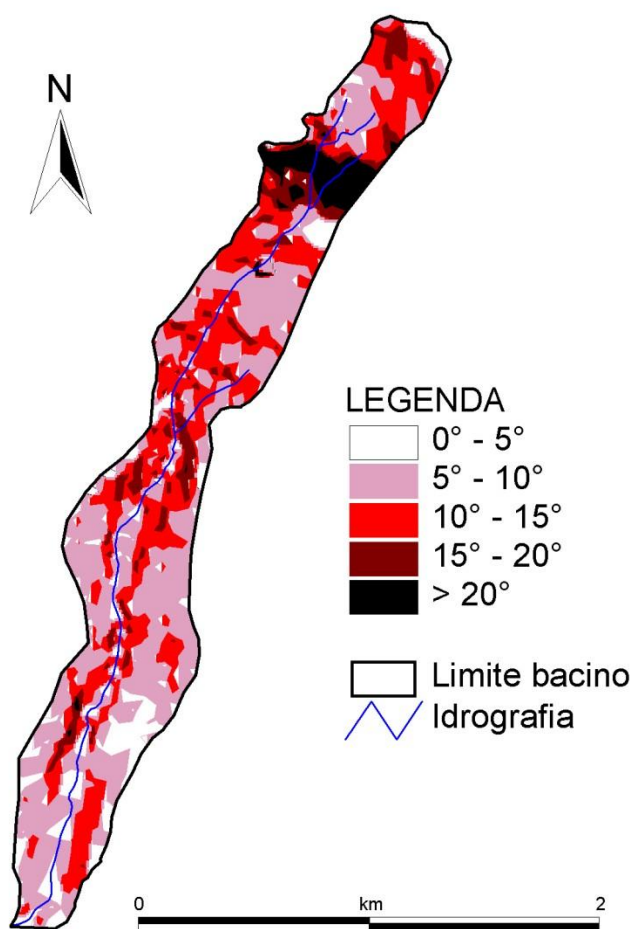 N
LEGENDA
0° - 5°
5° - 10°
10° - 15°
15° - 20°
> 20°
Limite bacino
Idrografia
0 km 2